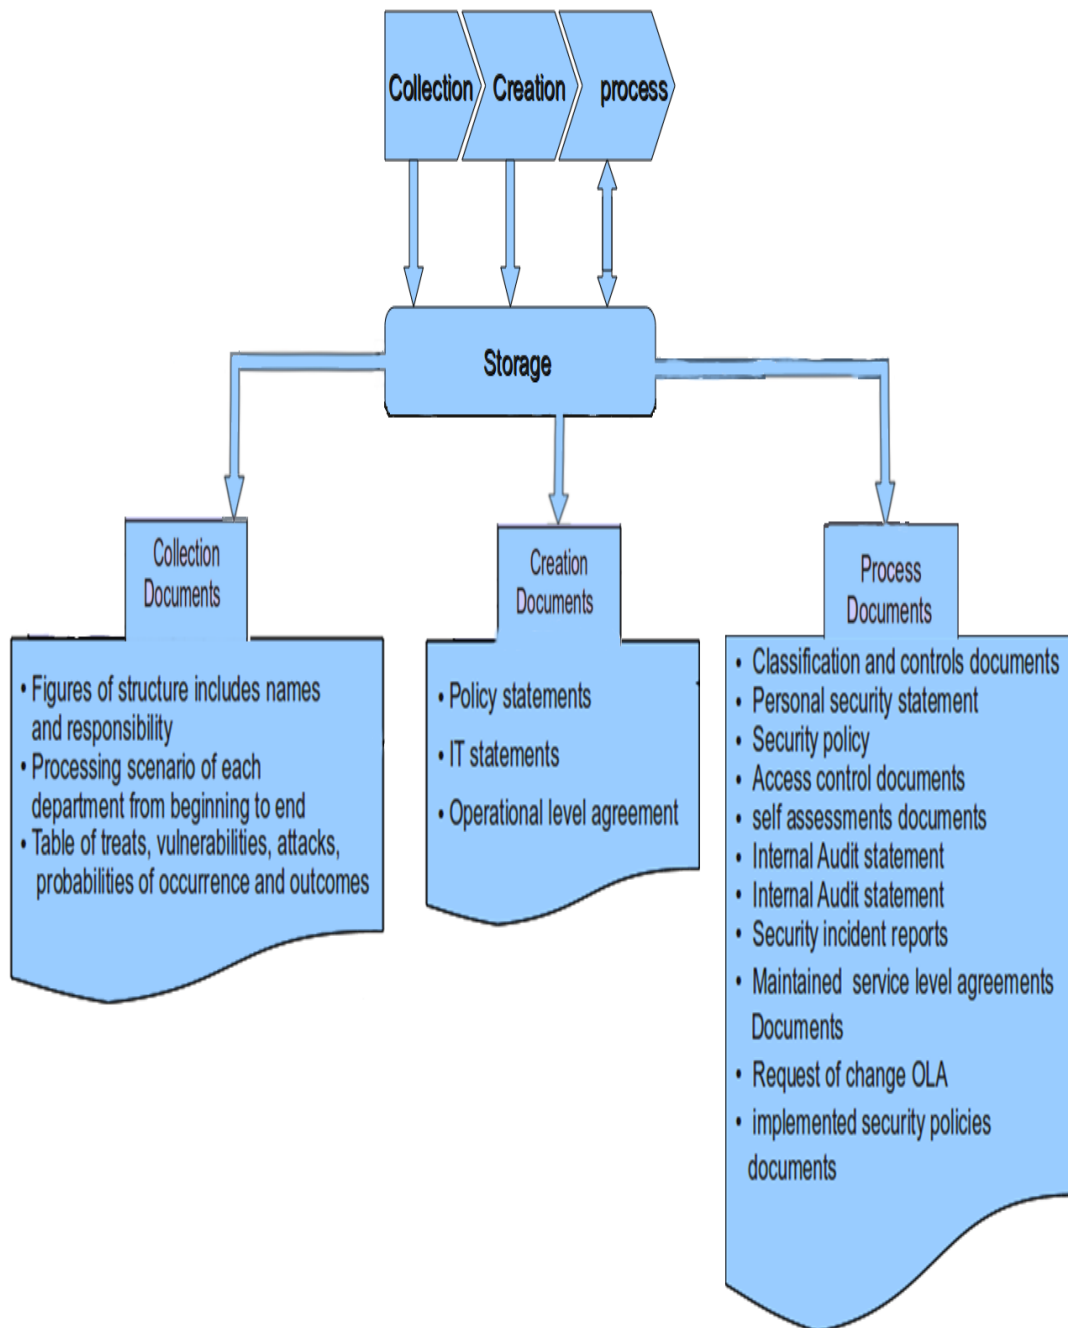 Collection
Creation
process
Storage
Collection
Documents
• Figures of structure includes names
and responsibility
• Processing scenario of each
department from beginning to end
• Table of treats, vulnerabilities, attacks,
probabilities of occurrence and outcomes
Creation
Documents
• Policy statements
• IT statements
• Operational level agreement
Process
Documents
• Classification and controls documents
• Personal security statement
• Security policy
• Access control documents
• self assessments documents
• Internal Audit statement
• Internal Audit statement
• Security incident reports
• Maintained service level agreements
Documents
• Request of change OLA
• implemented security policies
documents